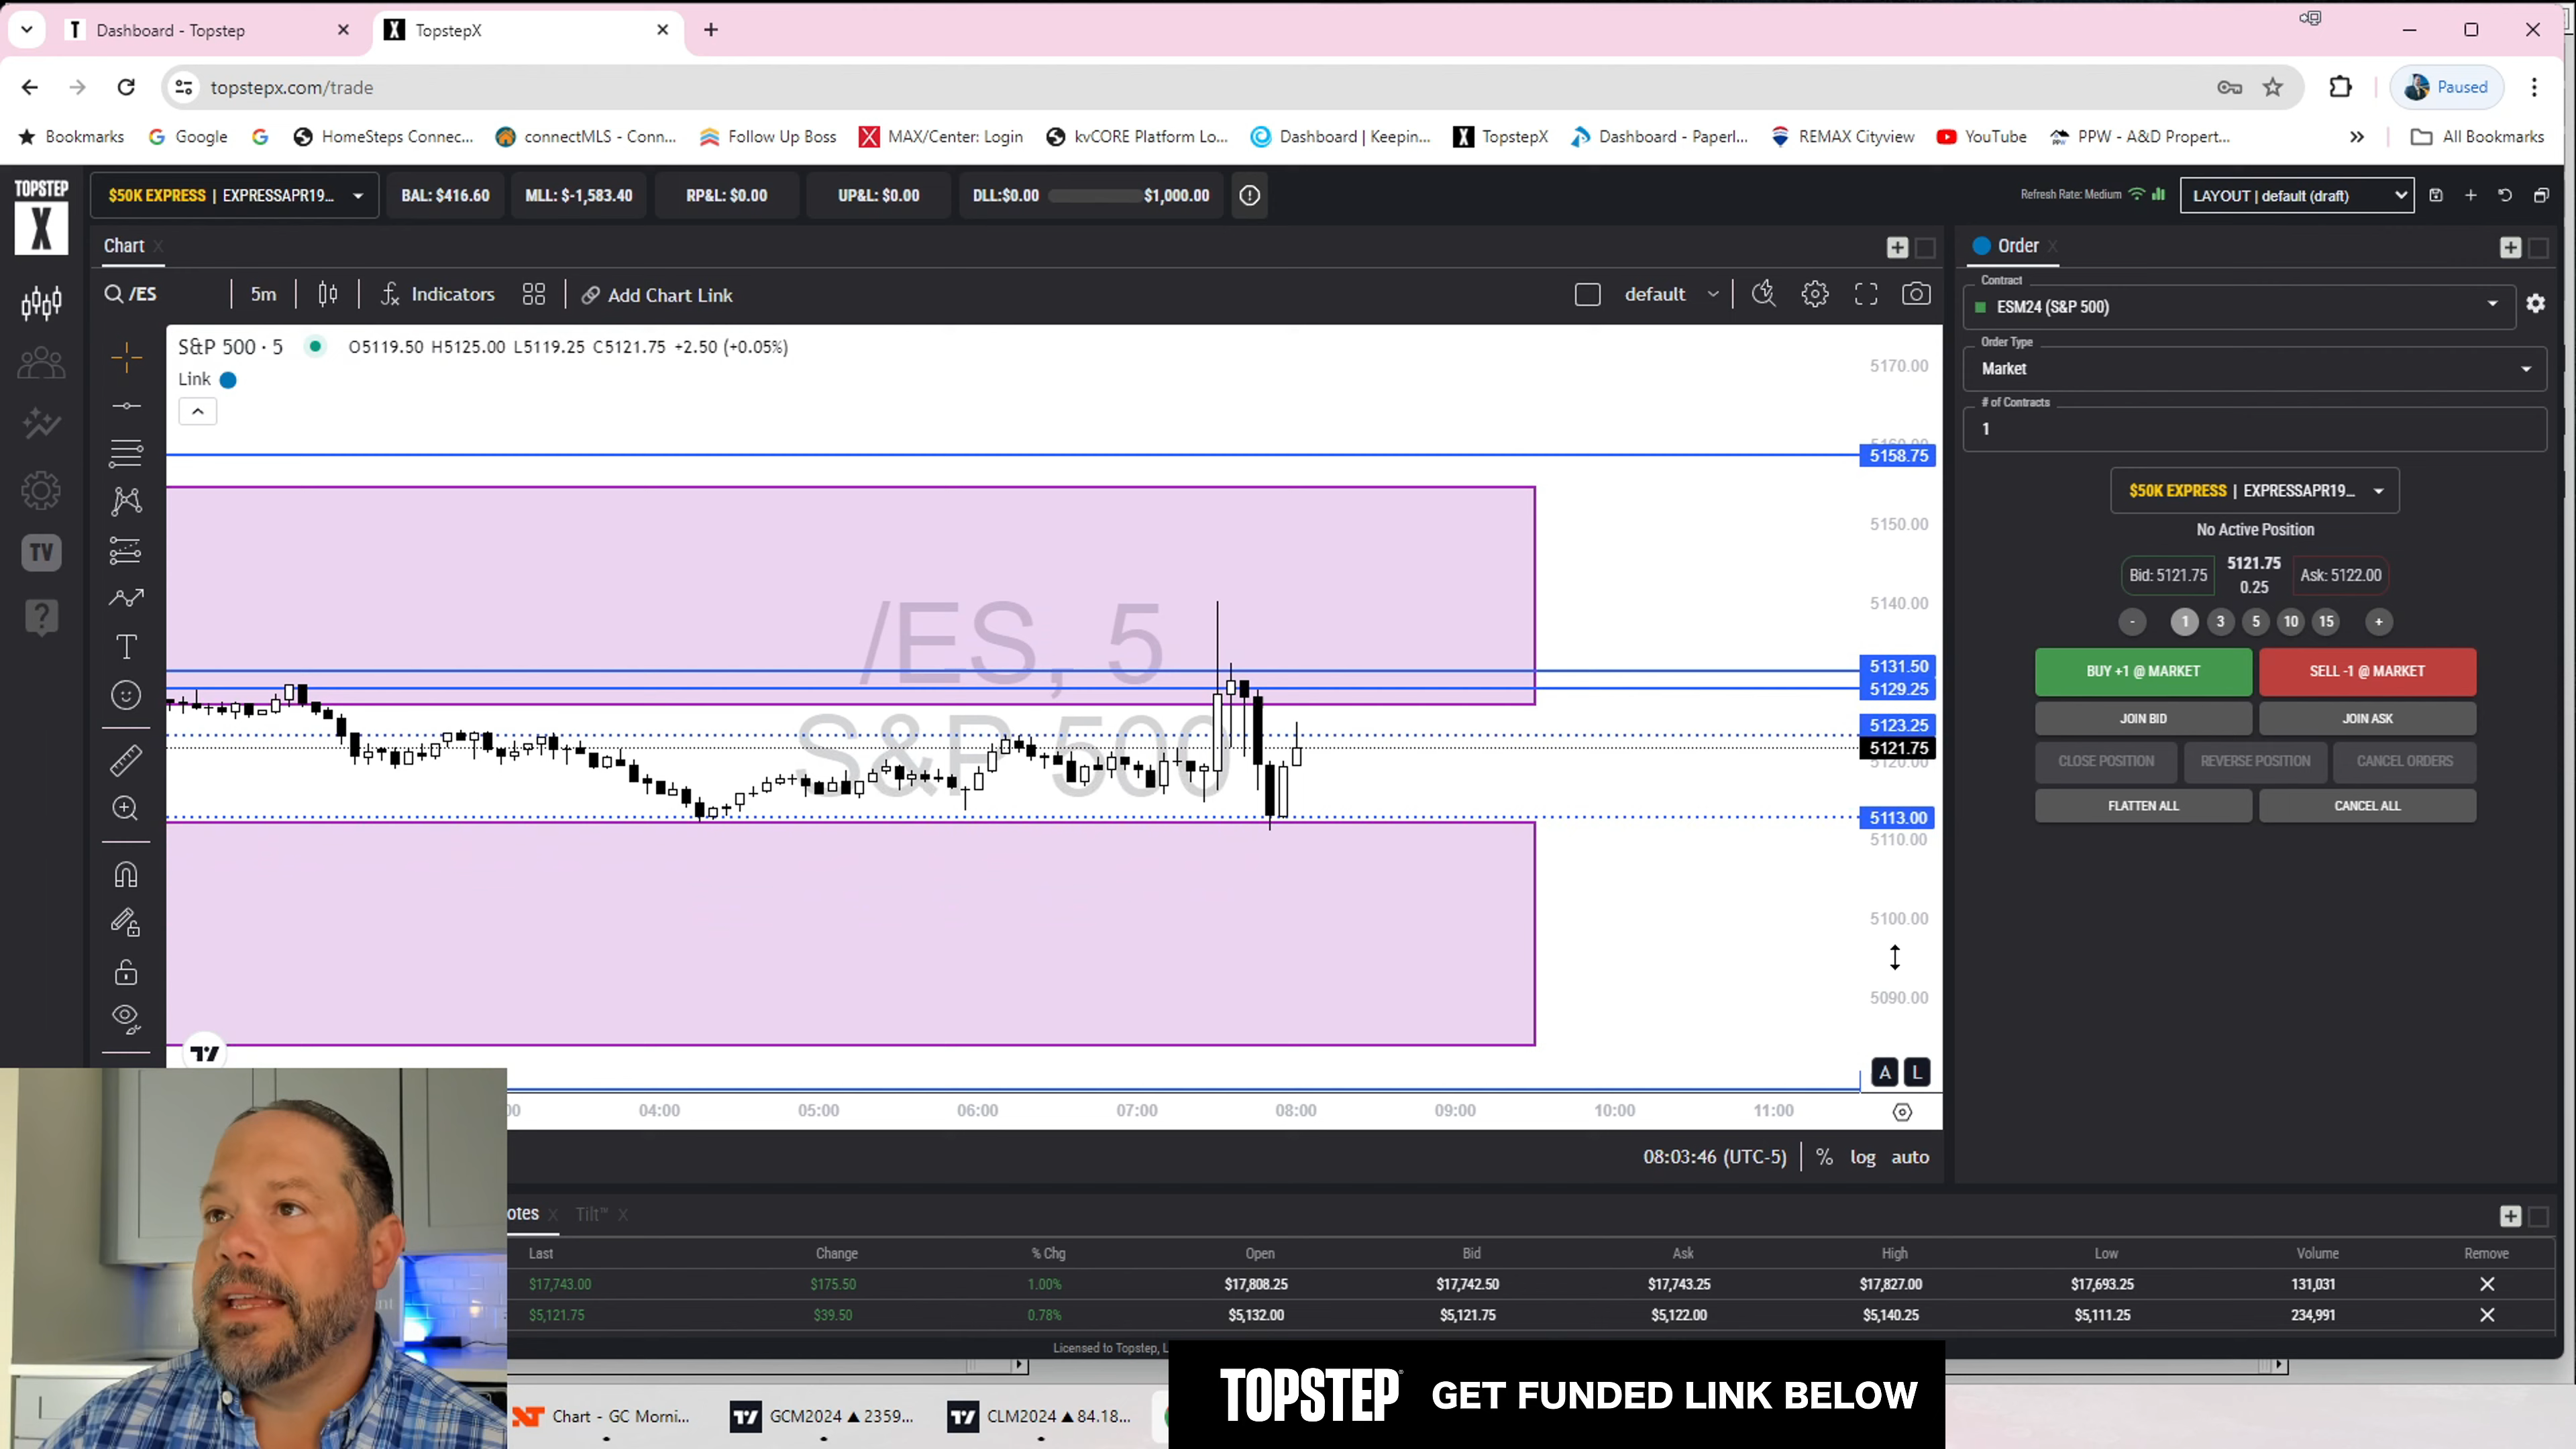 Dashboard - Topstep
TopstepX
topstepx.com/trade
Paused
Bookmarks
Google
HomeSteps Connec...
connectMLS - Conn...
Follow Up Boss
MAX/Center: Login
kvCORE Platform Lo...
Dashboard | Keepin...
TopstepX
Dashboard - Paperl...
REMAX Cityview
YouTube
PPW - A&D Propert...
All Bookmarks
TOPSTEP X
$50K EXPRESS | EXPRESSAPR19...
BAL: $416.60
MLL: $-1,583.40
RP&L: $0.00
UP&L: $0.00
DLL:$0.00 $1,000.00
Refresh Rate: Medium
LAYOUT | default (draft)
Chart
/ES
5m
Indicators
Add Chart Link
default
S&P 500 · 5
O5119.50 H5125.00 L5119.25 C5121.75 +2.50 (+0.05%)
Link
/ES, 5
S&P 500
5170.00
5158.75
5150.00
5140.00
5131.50
5129.25
5123.25
5121.75
5120.00
5113.00
5110.00
5100.00
5090.00
A L
04:00 05:00 06:00 07:00 08:00 09:00 10:00 11:00
08:03:46 (UTC-5)
% log auto
TV
Order
Contract
ESM24 (S&P 500)
Order Type
Market
# of Contracts
1
$50K EXPRESS | EXPRESSAPR19...
No Active Position
Bid: 5121.75
5121.75
0.25
Ask: 5122.00
- 1 3 5 10 15 +
BUY +1 @ MARKET
SELL -1 @ MARKET
JOIN BID
JOIN ASK
CLOSE POSITION
REVERSE POSITION
CANCEL ORDERS
FLATTEN ALL
CANCEL ALL
otes
Tilt™
Last Change % Chg Open Bid Ask High Low Volume Remove
$17,743.00 $175.50 1.00% $17,808.25 $17,742.50 $17,743.25 $17,827.00 $17,693.25 131,031
$5,121.75 $39.50 0.78% $5,132.00 $5,121.75 $5,122.00 $5,140.25 $5,111.25 234,991
Licensed to Topstep, L
Chart - GC Morni...
GCM2024 ▲ 2359...
CLM2024 ▲ 84.18...
TOPSTEP GET FUNDED LINK BELOW